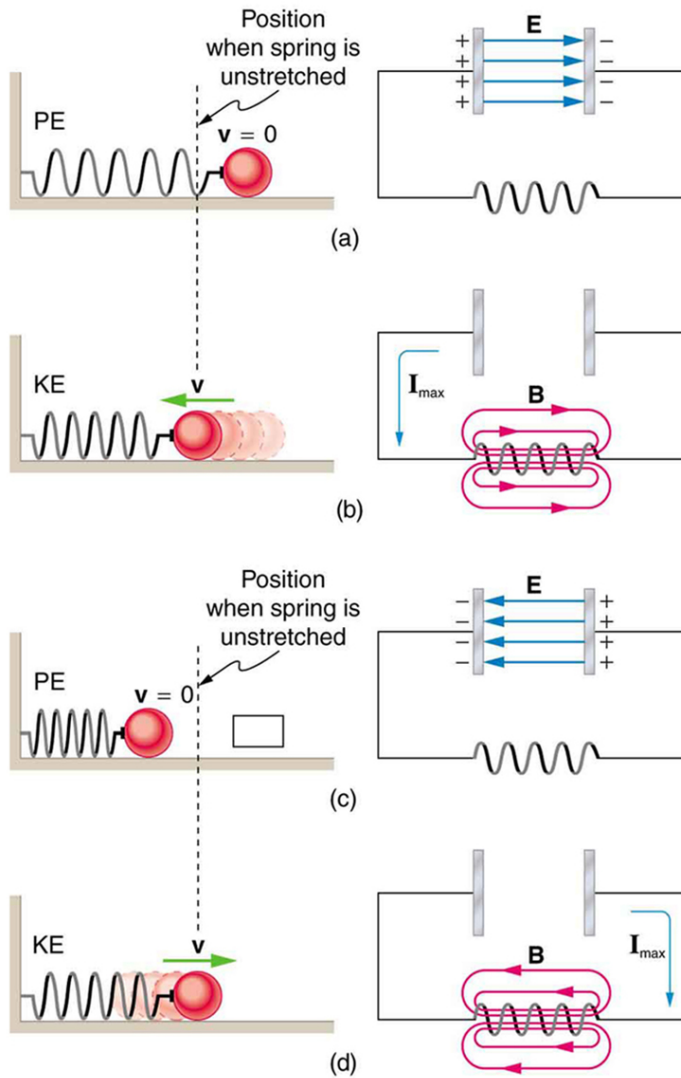 Position
when spring is
unstretched
PE
v = 0
E
+ −
+ −
+ −
+ −
(a)
KE
v
I max
B
(b)
Position
when spring is
unstretched
PE
v = 0
E
− +
− +
− +
− +
(c)
KE
v
B
I max
(d)